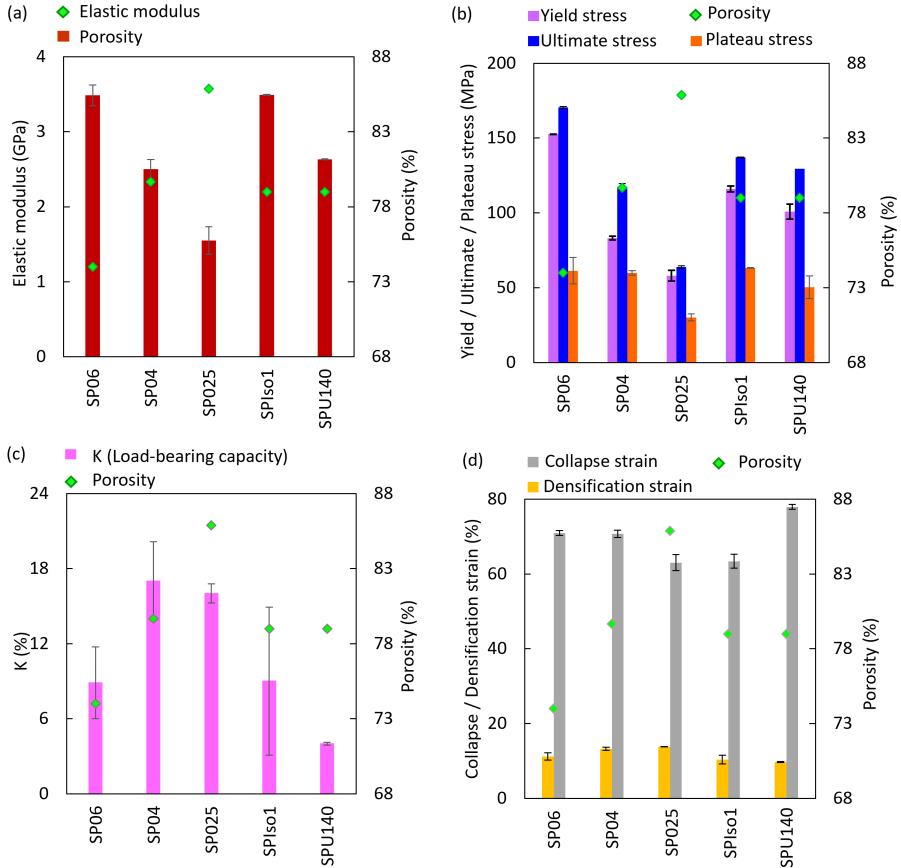 (a)
Elastic modulus
Porosity
4
3
2
1
0
Elastic modulus (GPa)
88
83
78
73
68
Porosity (%)
SP06
SP04
SP025
SPIso1
SPU140
(b)
Yield stress
Porosity
Ultimate stress
Plateau stress
200
150
100
50
0
Yield / Ultimate / Plateau stress (MPa)
88
83
78
73
68
Porosity (%)
SP06
SP04
SP025
SPIso1
SPU140
(c)
K (Load-bearing capacity)
Porosity
24
18
12
6
0
K (%)
88
83
78
73
68
Porosity (%)
SP06
SP04
SP025
SPIso1
SPU140
(d)
Collapse strain
Porosity
Densification strain
80
60
40
20
0
Collapse / Densification strain (%)
88
83
78
73
68
Porosity (%)
SP06
SP04
SP025
SPIso1
SPU140